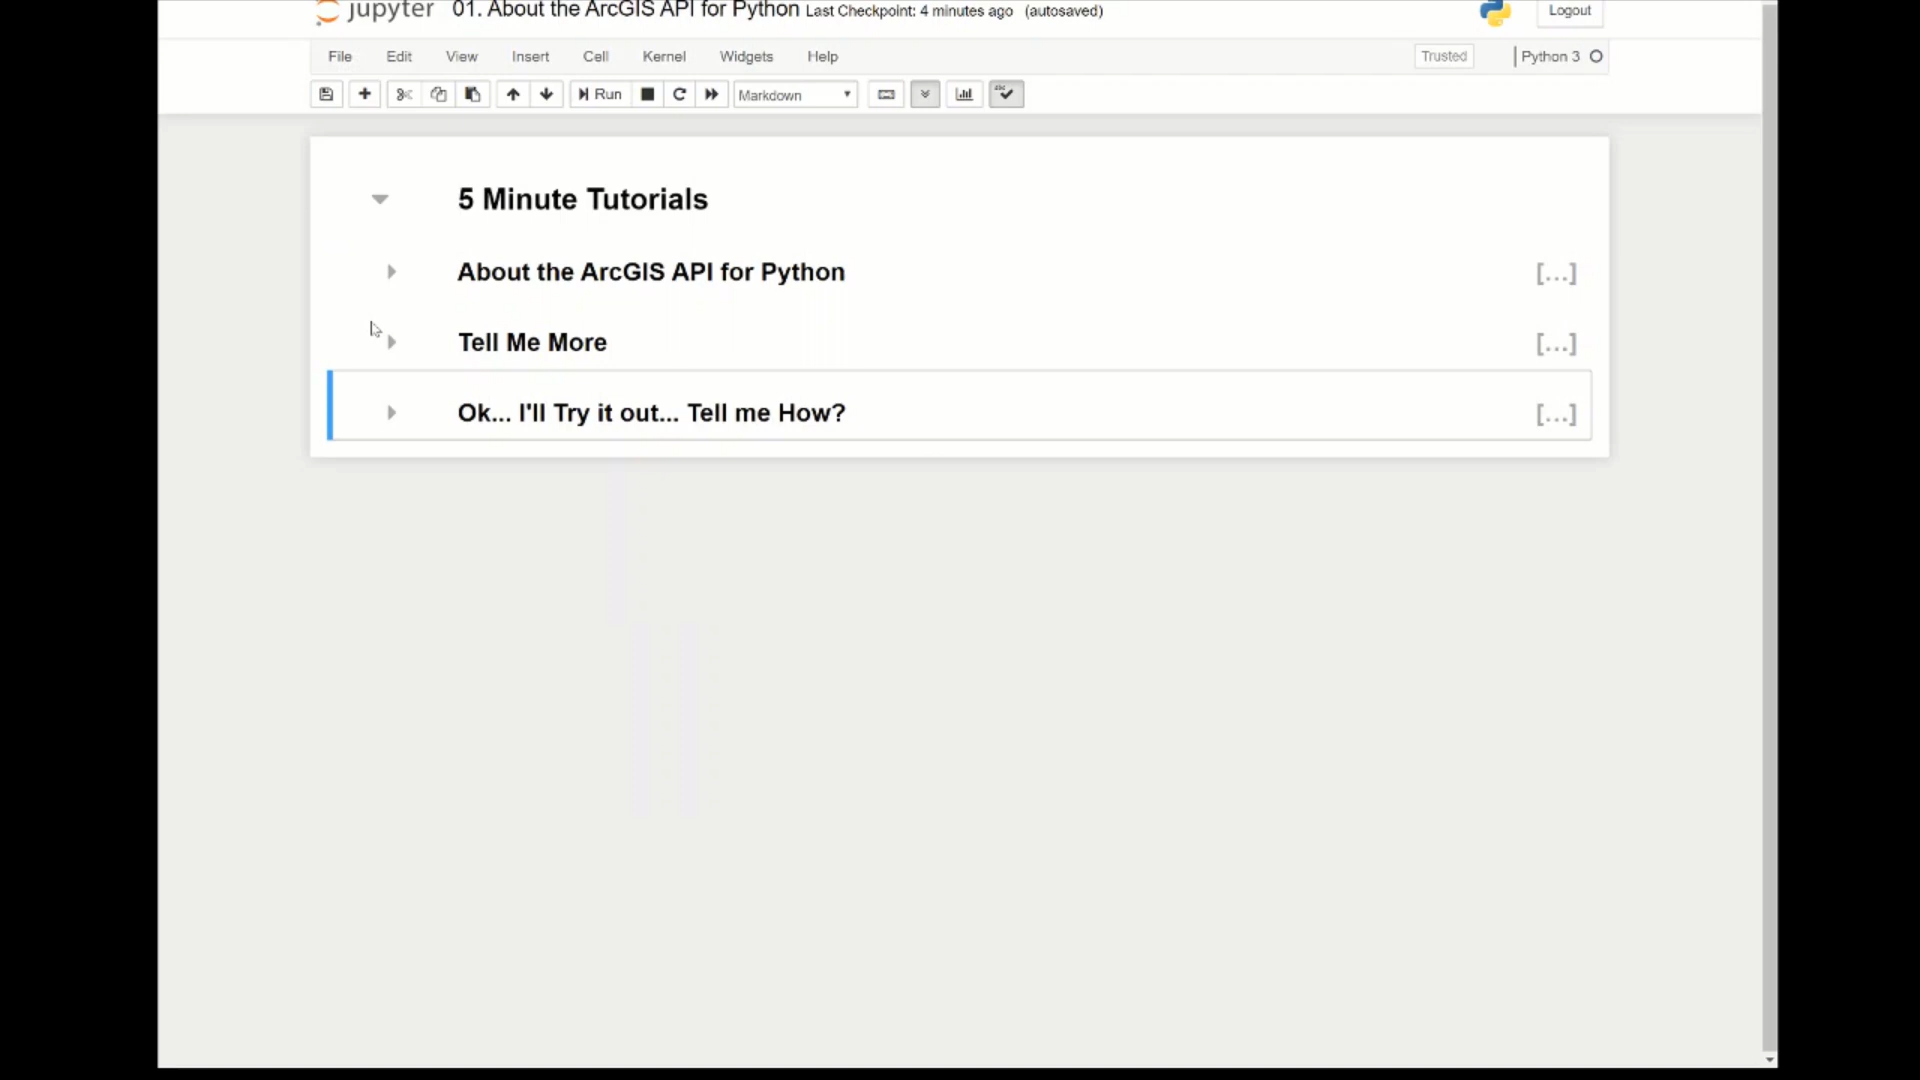 jupyter 01. About the ArcGIS API for Python Last Checkpoint: 4 minutes ago (autosaved) Logout
File Edit View Insert Cell Kernel Widgets Help Trusted Python 3
Run Markdown
5 Minute Tutorials
About the ArcGIS API for Python [...]
Tell Me More [...]
Ok... I'll Try it out... Tell me How? [...]